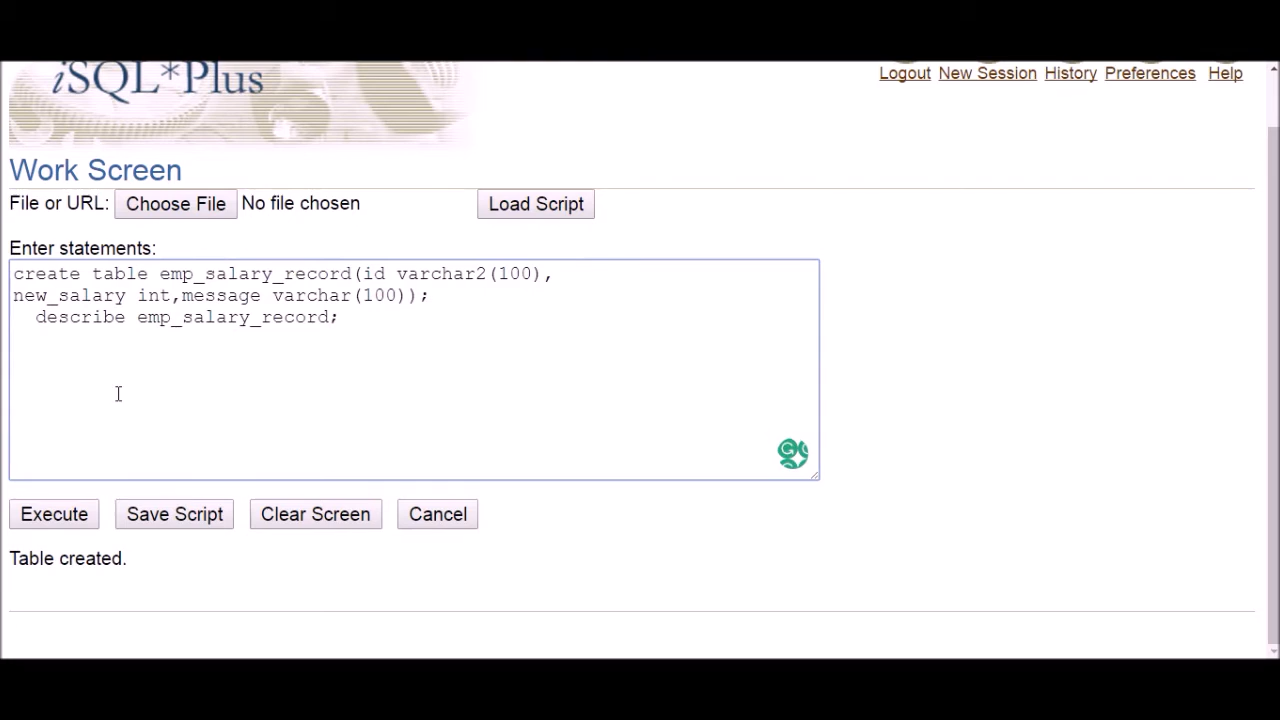 iSQL*Plus
Logout New Session History Preferences Help
Work Screen
File or URL: Choose File No file chosen Load Script
Enter statements:
create table emp_salary_record(id varchar2(100),
new_salary int,message varchar(100));
describe emp_salary_record;
Execute Save Script Clear Screen Cancel
Table created.